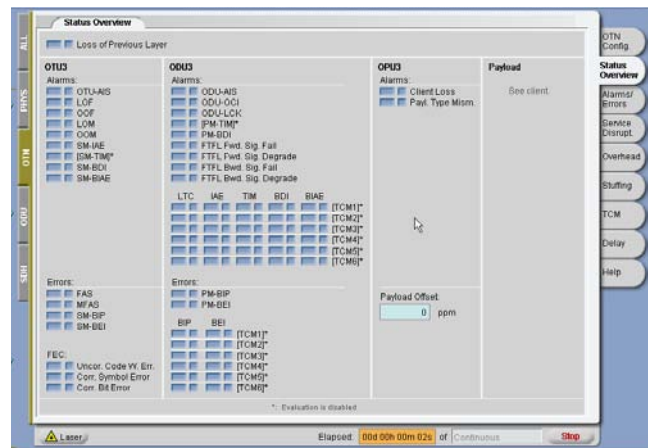 Status Overview
Loss of Previous Layer
OTU3
Alarms:
OTU-AIS
LOF
OOF
LOM
OOM
SM-IAE
[SM-TIM]*
SM-BDI
SM-BIAE
Errors:
FAS
MFAS
SM-BIP
SM-BEI
FEC:
Uncor. Code W. Err.
Corr. Symbol Error
Corr. Bit Error
ODU3
Alarms:
ODU-AIS
ODU-OCI
ODU-LCK
[PM-TIM]*
PM-BDI
FTFL Fwd. Sig. Fail
FTFL Fwd. Sig. Degrade
FTFL Bwd. Sig. Fail
FTFL Bwd. Sig. Degrade
LTC IAE TIM BDI BIAE
[TCM1]*
[TCM2]*
[TCM3]*
[TCM4]*
[TCM5]*
[TCM6]*
Errors:
PM-BIP
PM-BEI
BIP BEI
[TCM1]*
[TCM2]*
[TCM3]*
[TCM4]*
[TCM5]*
[TCM6]*
OPU3
Alarms:
Client Loss
Payl. Type Mism.
Payload Offset:
0 ppm
Payload
See client.
*: Evaluation is disabled
ALL
PHYS
OTN
ODU
SDH
OTN Config.
Status Overview
Alarms/ Errors
Service Disrupt.
Overhead
Stuffing
TCM
Delay
Help
Laser
Elapsed: 00d 00h 00m 02s of Continuous
Stop